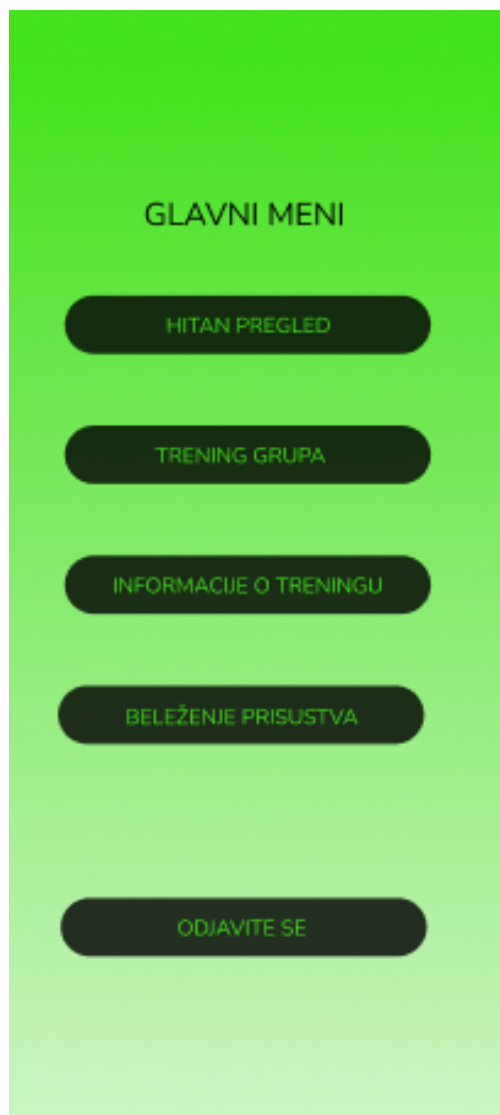 GLAVNI MENI
HITAN PREGLED
TRENING GRUPA
INFORMACIJE O TRENINGU
BELEŽENJE PRISUSTVA
ODJAVITE SE